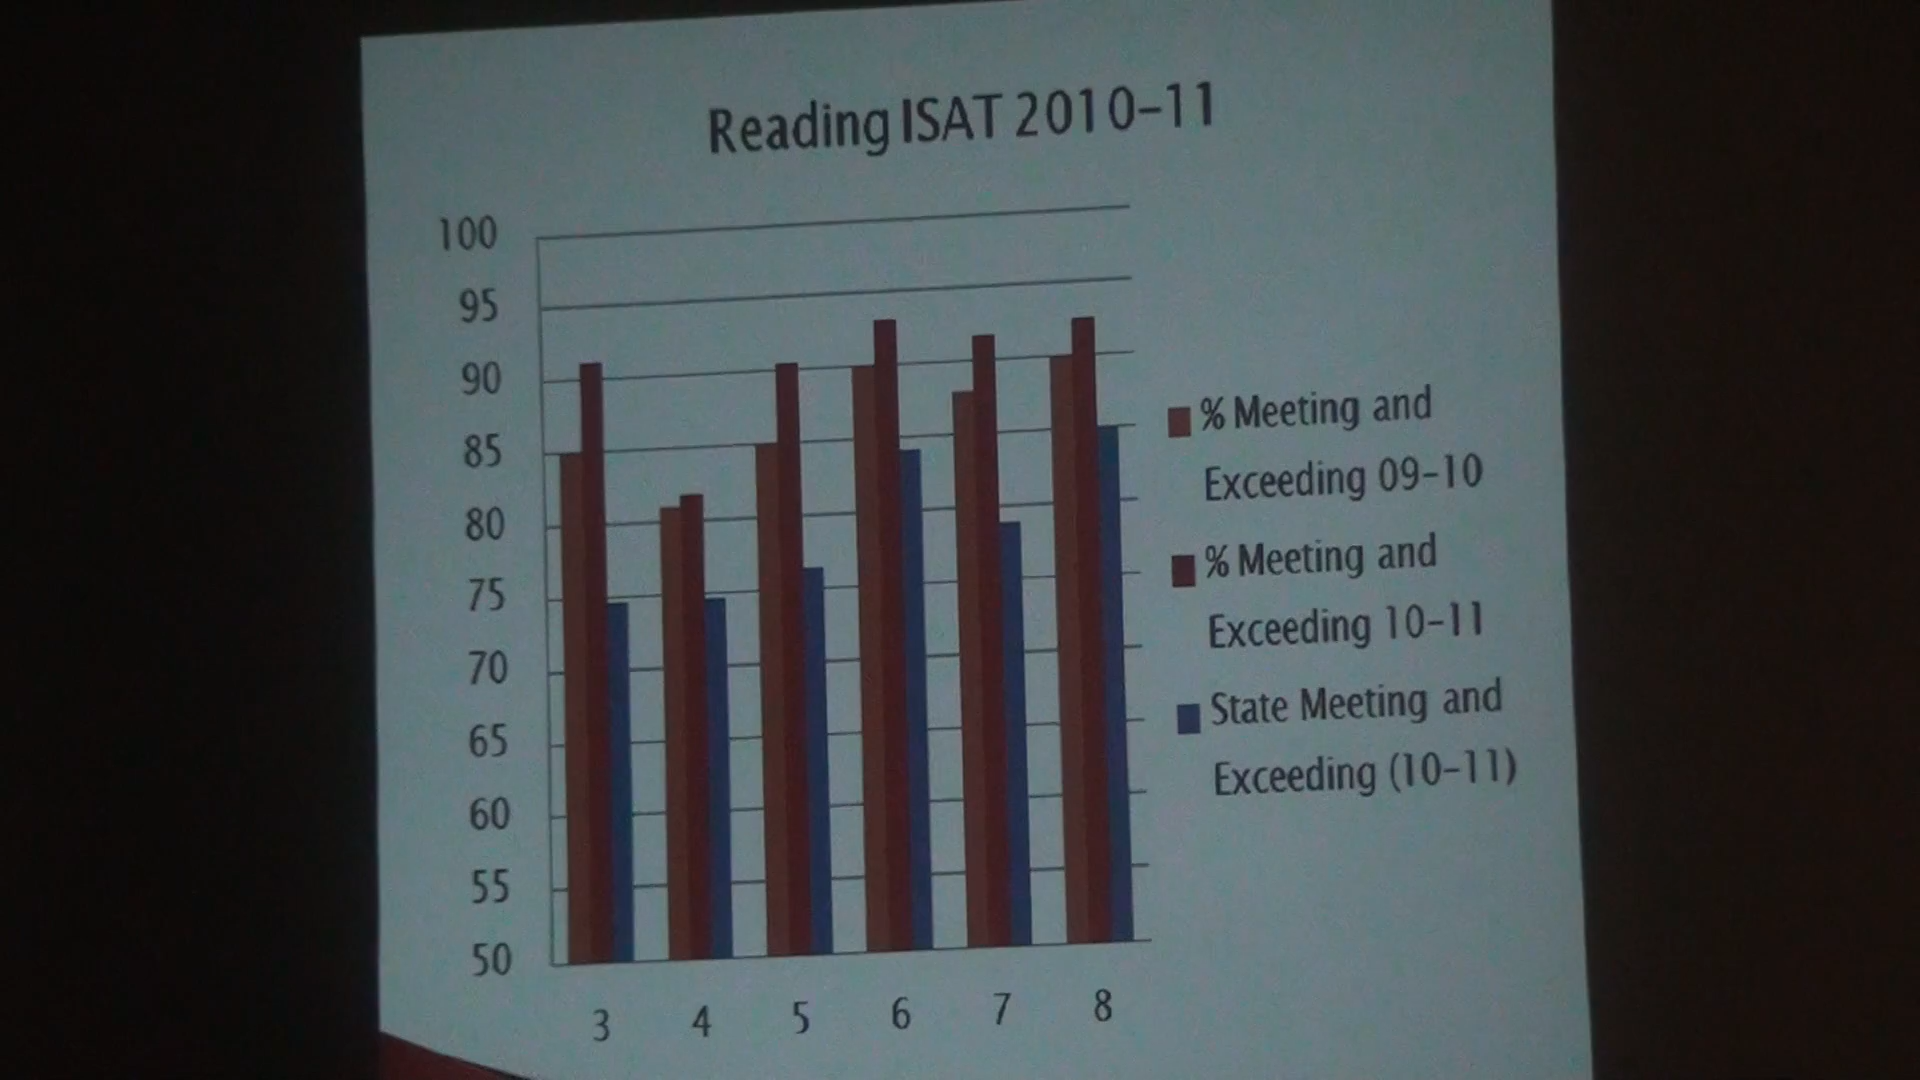 Reading ISAT 2010-11
100
95
90
85
80
75
70
65
60
55
50
3 4 5 6 7 8
% Meeting and
Exceeding 09-10
% Meeting and
Exceeding 10-11
State Meeting and
Exceeding (10-11)